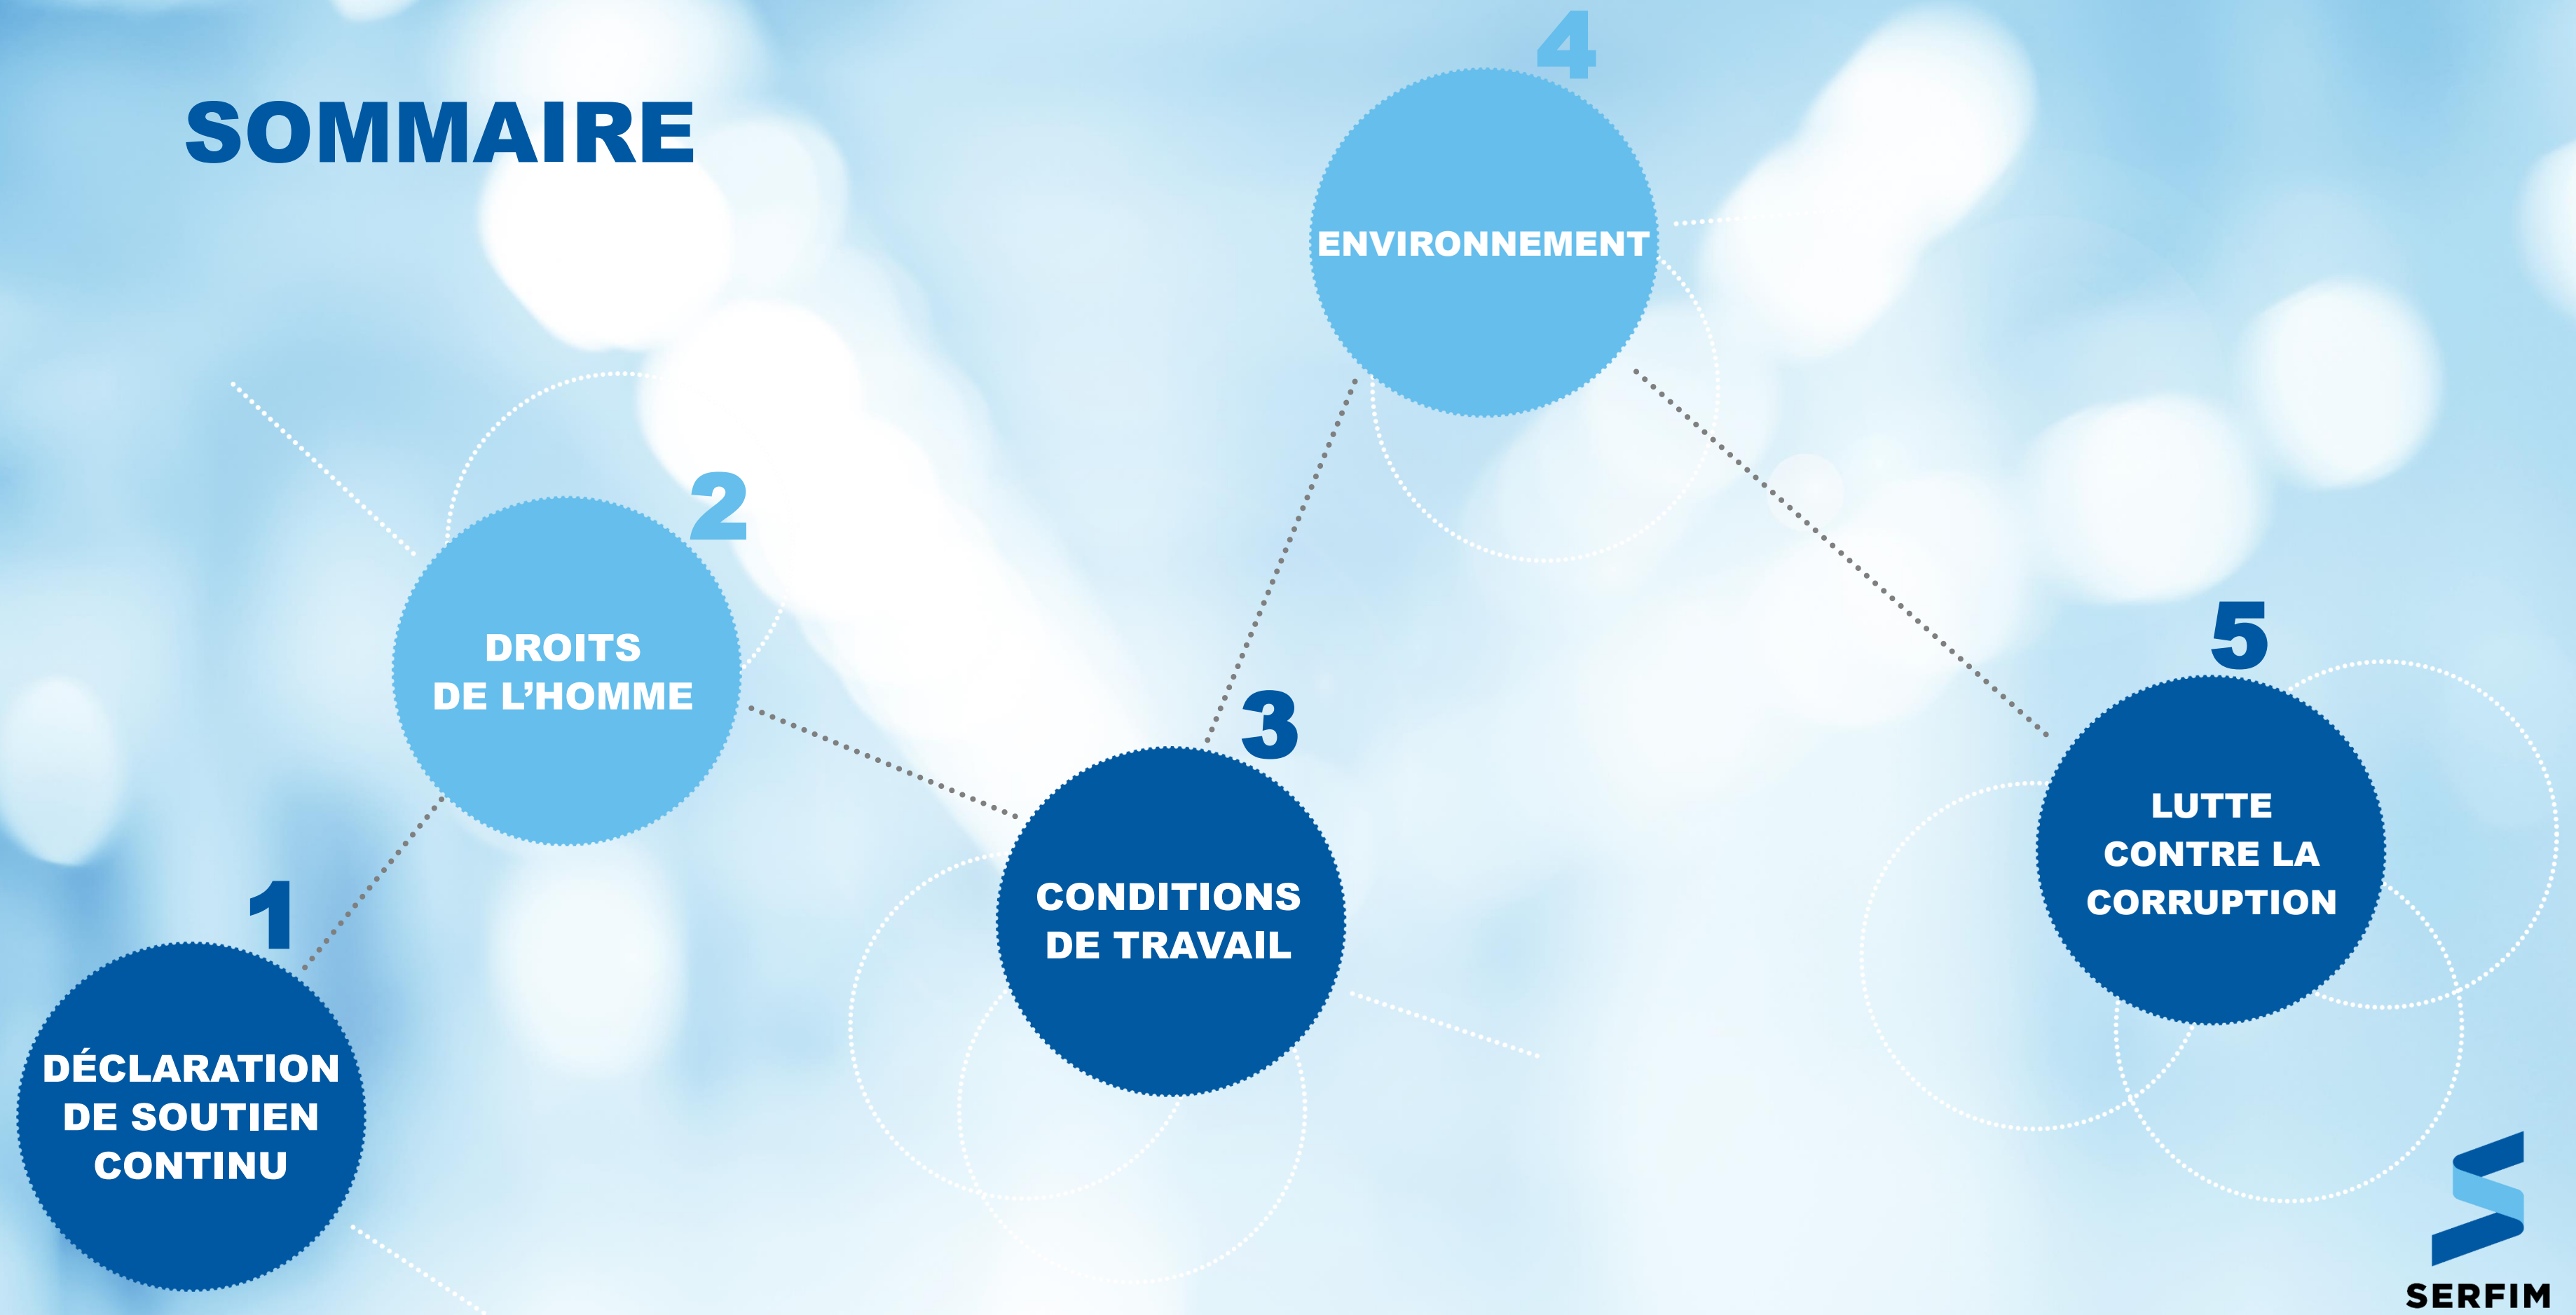 SOMMAIRE
1
DÉCLARATION
DE SOUTIEN
CONTINU
2
DROITS
DE L’HOMME
3
CONDITIONS
DE TRAVAIL
4
ENVIRONNEMENT
5
LUTTE
CONTRE LA
CORRUPTION
SERFIM